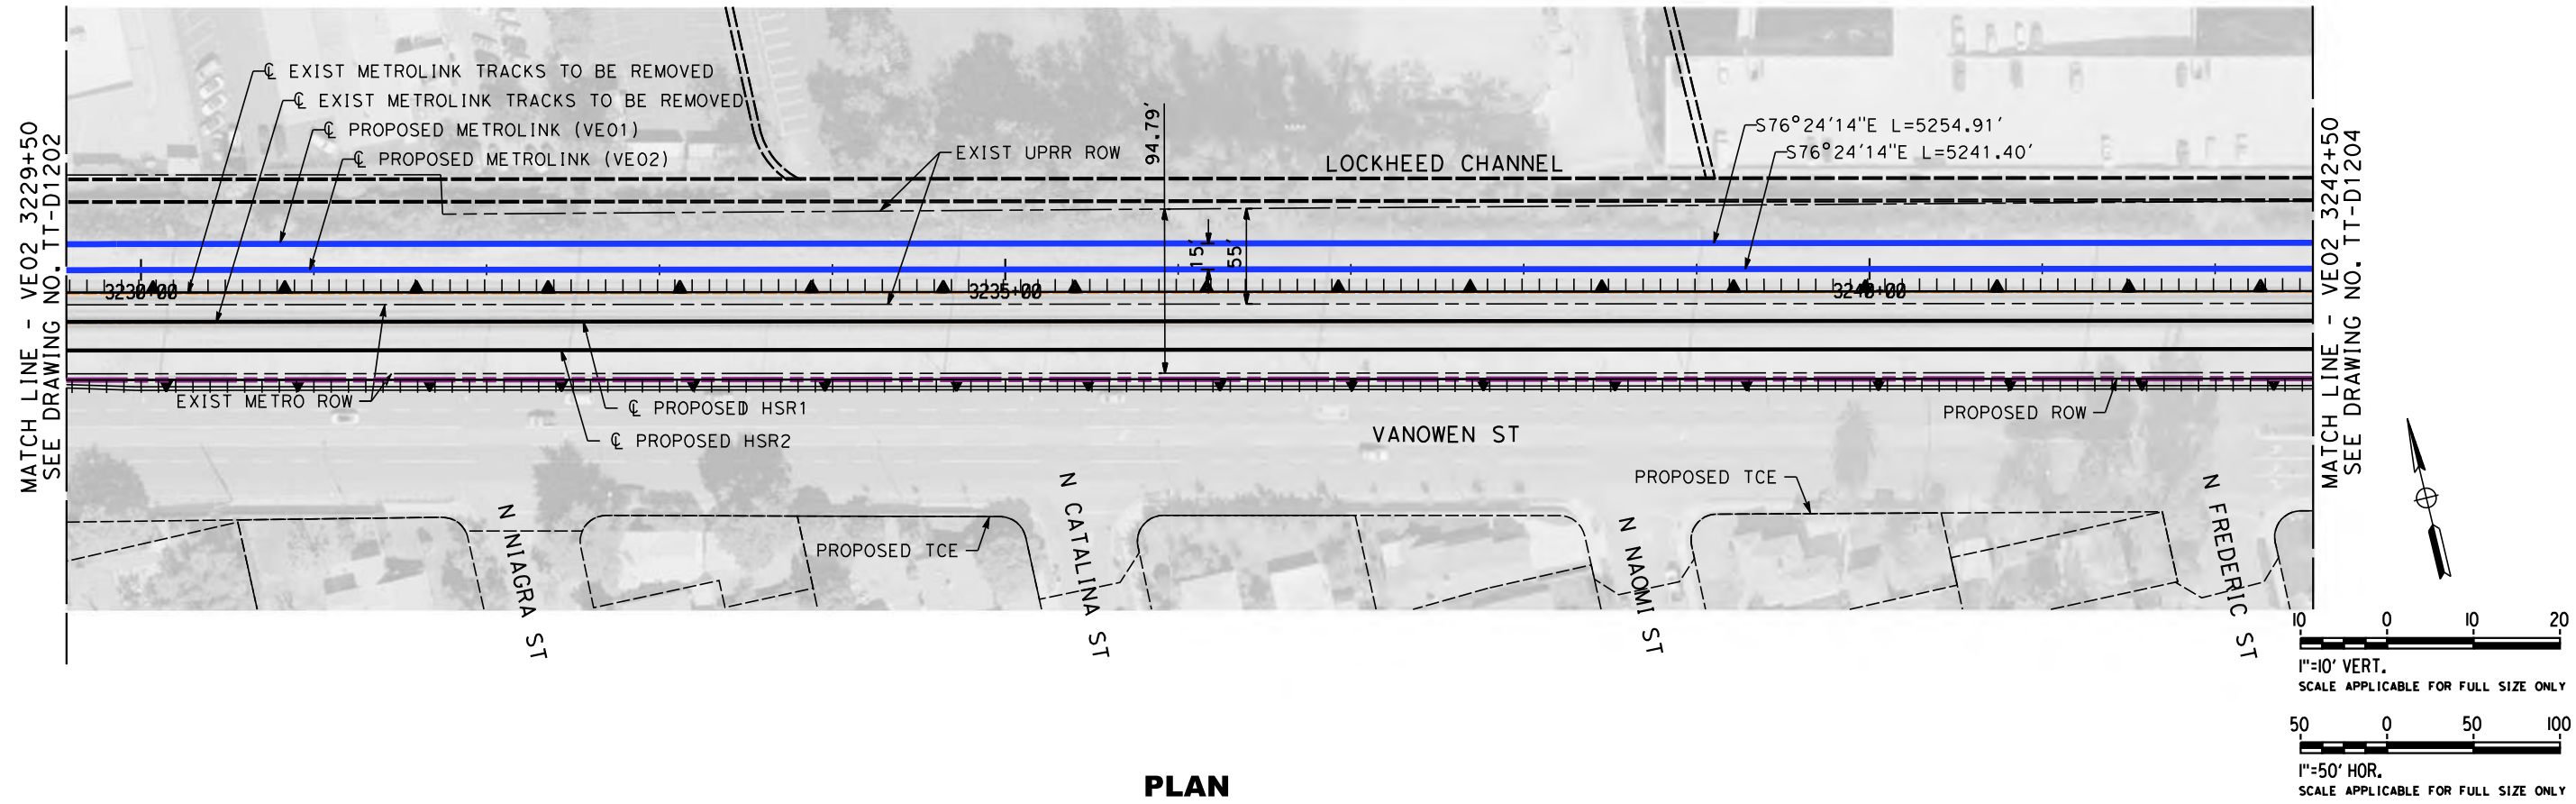 ℄ EXIST METROLINK TRACKS TO BE REMOVED
℄ EXIST METROLINK TRACKS TO BE REMOVED
℄ PROPOSED METROLINK (VE01)
℄ PROPOSED METROLINK (VE02)
EXIST UPRR ROW
94.79'
LOCKHEED CHANNEL
S76°24'14"E L=5254.91'
S76°24'14"E L=5241.40'
MATCH LINE - VE02 3229+50
SEE DRAWING NO. TT-D1202
MATCH LINE - VE02 3242+50
SEE DRAWING NO. TT-D1204
15'
55'
3230+00
3235+00
3240+00
EXIST METRO ROW
℄ PROPOSED HSR1
℄ PROPOSED HSR2
PROPOSED ROW
VANOWEN ST
PROPOSED TCE
PROPOSED TCE
N NIAGRA ST
N CATALINA ST
N NAOMI ST
N FREDERIC ST
10 0 10 20
1"=10' VERT.
SCALE APPLICABLE FOR FULL SIZE ONLY
50 0 50 100
1"=50' HOR.
SCALE APPLICABLE FOR FULL SIZE ONLY
PLAN